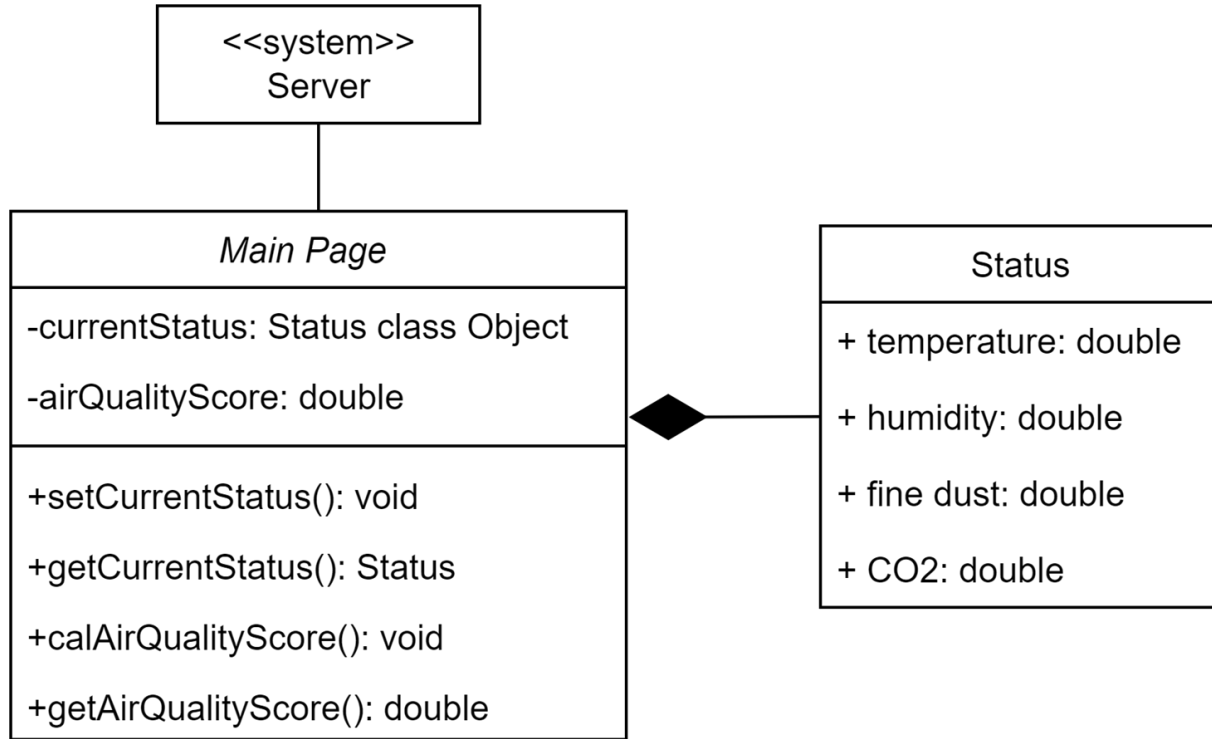 <<system>>
Server
Main Page
-currentStatus: Status class Object
-airQualityScore: double
+setCurrentStatus(): void
+getCurrentStatus(): Status
+calAirQualityScore(): void
+getAirQualityScore(): double
Status
+ temperature: double
+ humidity: double
+ fine dust: double
+ CO2: double